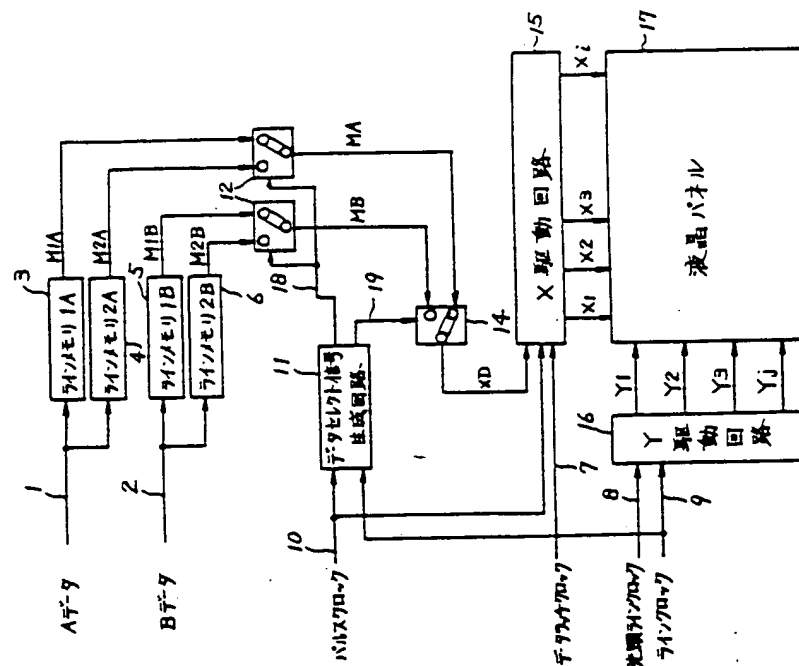 Aデータ
1
ラインメモリ1A
3
M1A
ラインメモリ2A
4
M2A
Bデータ
2
ラインメモリ1B
5
M1B
ラインメモリ2B
6
M2B
12
MA
MB
18
パルスクロック
10
データセレクト信号
生成回路
11
19
14
XD
X駆動回路
15
データラッチクロック
7
X1
X2
X3
Xi
先頭ラインクロック
8
ラインクロック
9
Y駆動回路
16
Y1
Y2
Y3
Yj
液晶パネル
17